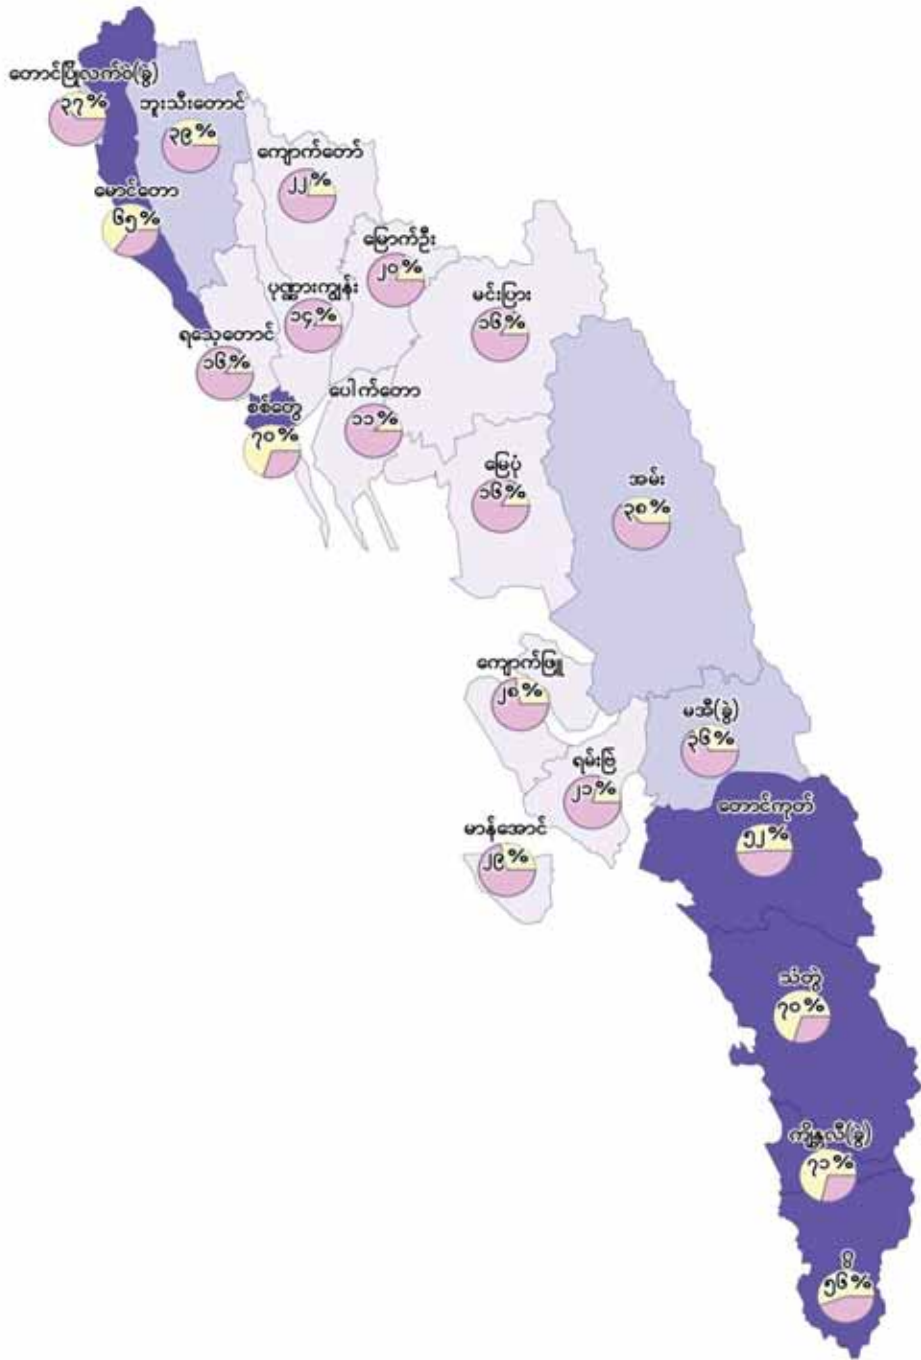 တောင်ပြိုလက်ဝဲ(ခွဲ)
၃၇%
ဘူးသီးတောင်
၃၉%
ကျောက်တော်
၂၂%
မောင်တော
၆၅%
မြောက်ဦး
၂၀%
ပုဏ္ဏားကျွန်း
၁၄%
မင်းပြား
၁၆%
ရသေ့တောင်
၁၆%
ပေါက်တော
၁၁%
စစ်တွေ
၇၀%
မြေပုံ
၁၆%
အမ်း
၃၈%
ကျောက်ဖြူ
၂၈%
မအီ(ခွဲ)
၃၆%
ရမ်းဗြဲ
၂၁%
တောင်ကုတ်
၅၂%
မာန်အောင်
၂၉%
သံတွဲ
၇၀%
ကျိန္တလီ(ခွဲ)
၇၁%
ဂွ
၅၆%